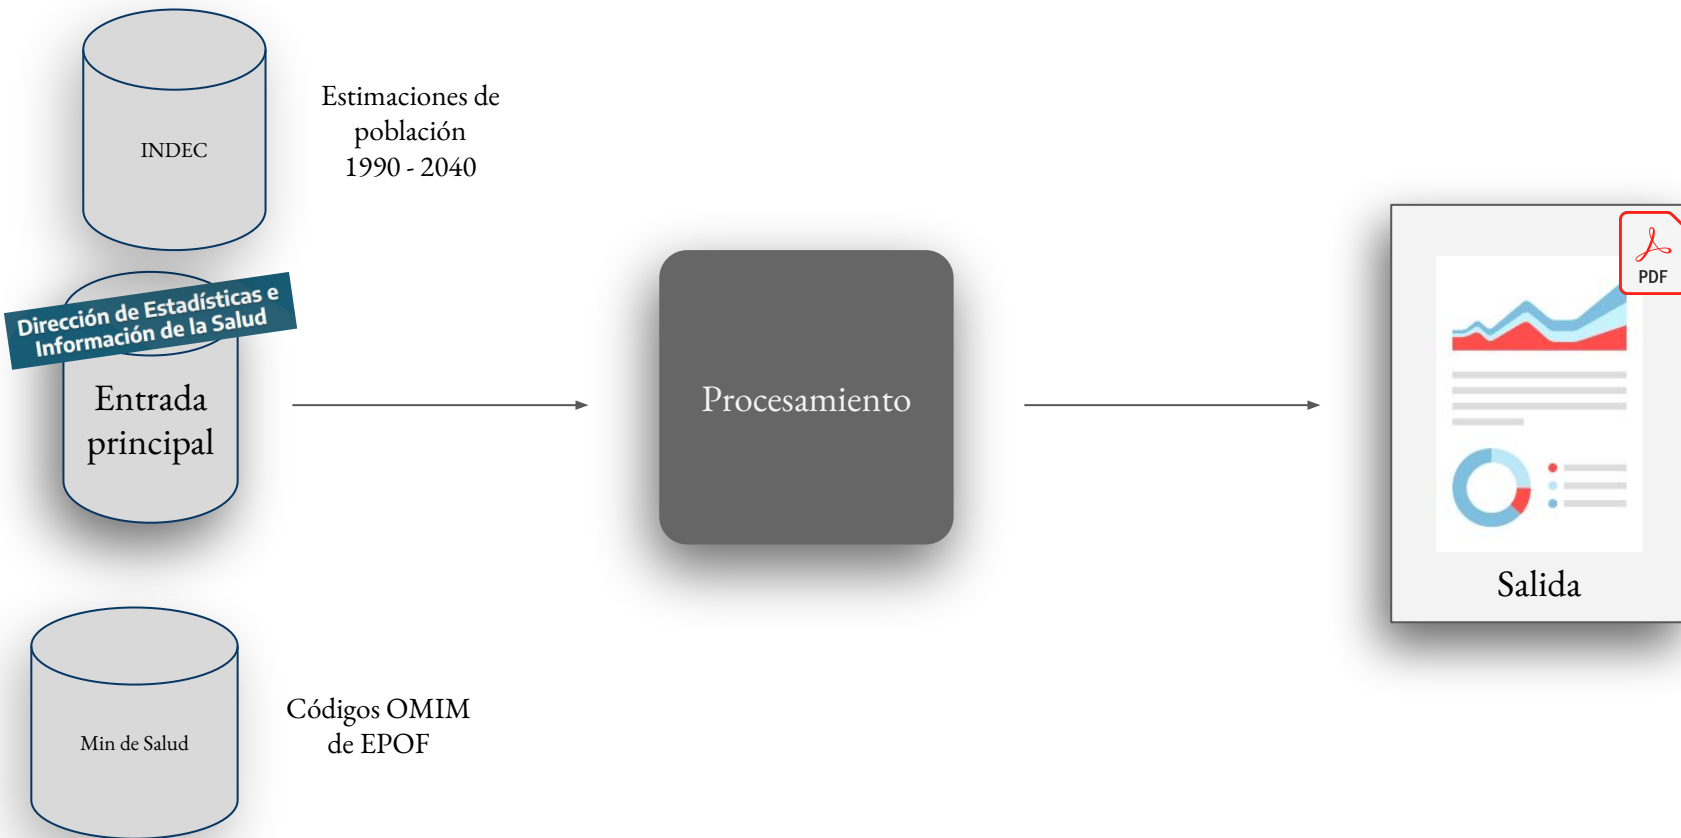 INDEC
Estimaciones de
población
1990 - 2040
Dirección de Estadísticas e
Información de la Salud
Entrada
principal
Procesamiento
PDF
Salida
Min de Salud
Códigos OMIM
de EPOF